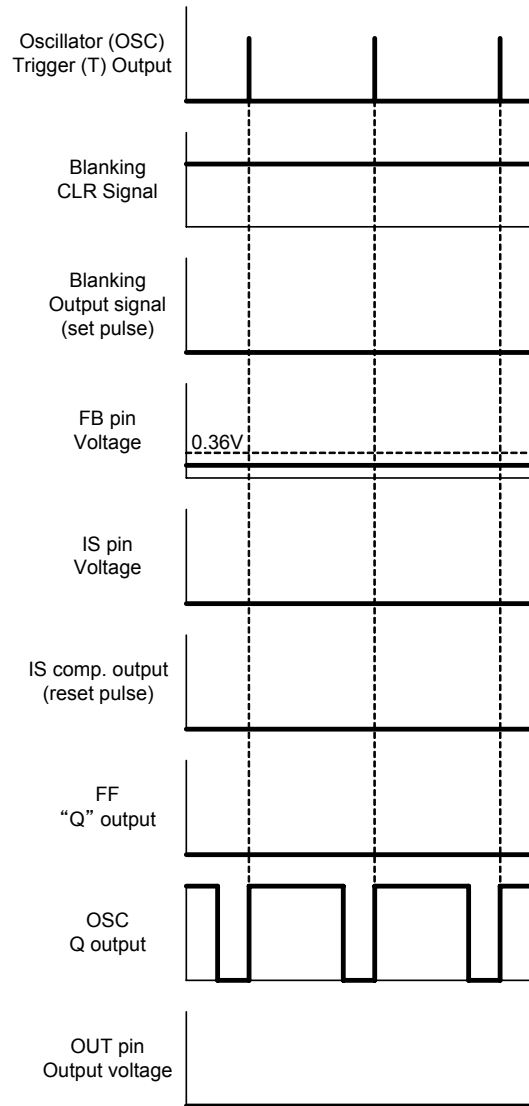 Oscillator (OSC)
Trigger (T) Output
Blanking
CLR Signal
Blanking
Output signal
(set pulse)
FB pin
Voltage
0.36V
IS pin
Voltage
IS comp. output
(reset pulse)
FF
“Q” output
OSC
Q output
OUT pin
Output voltage